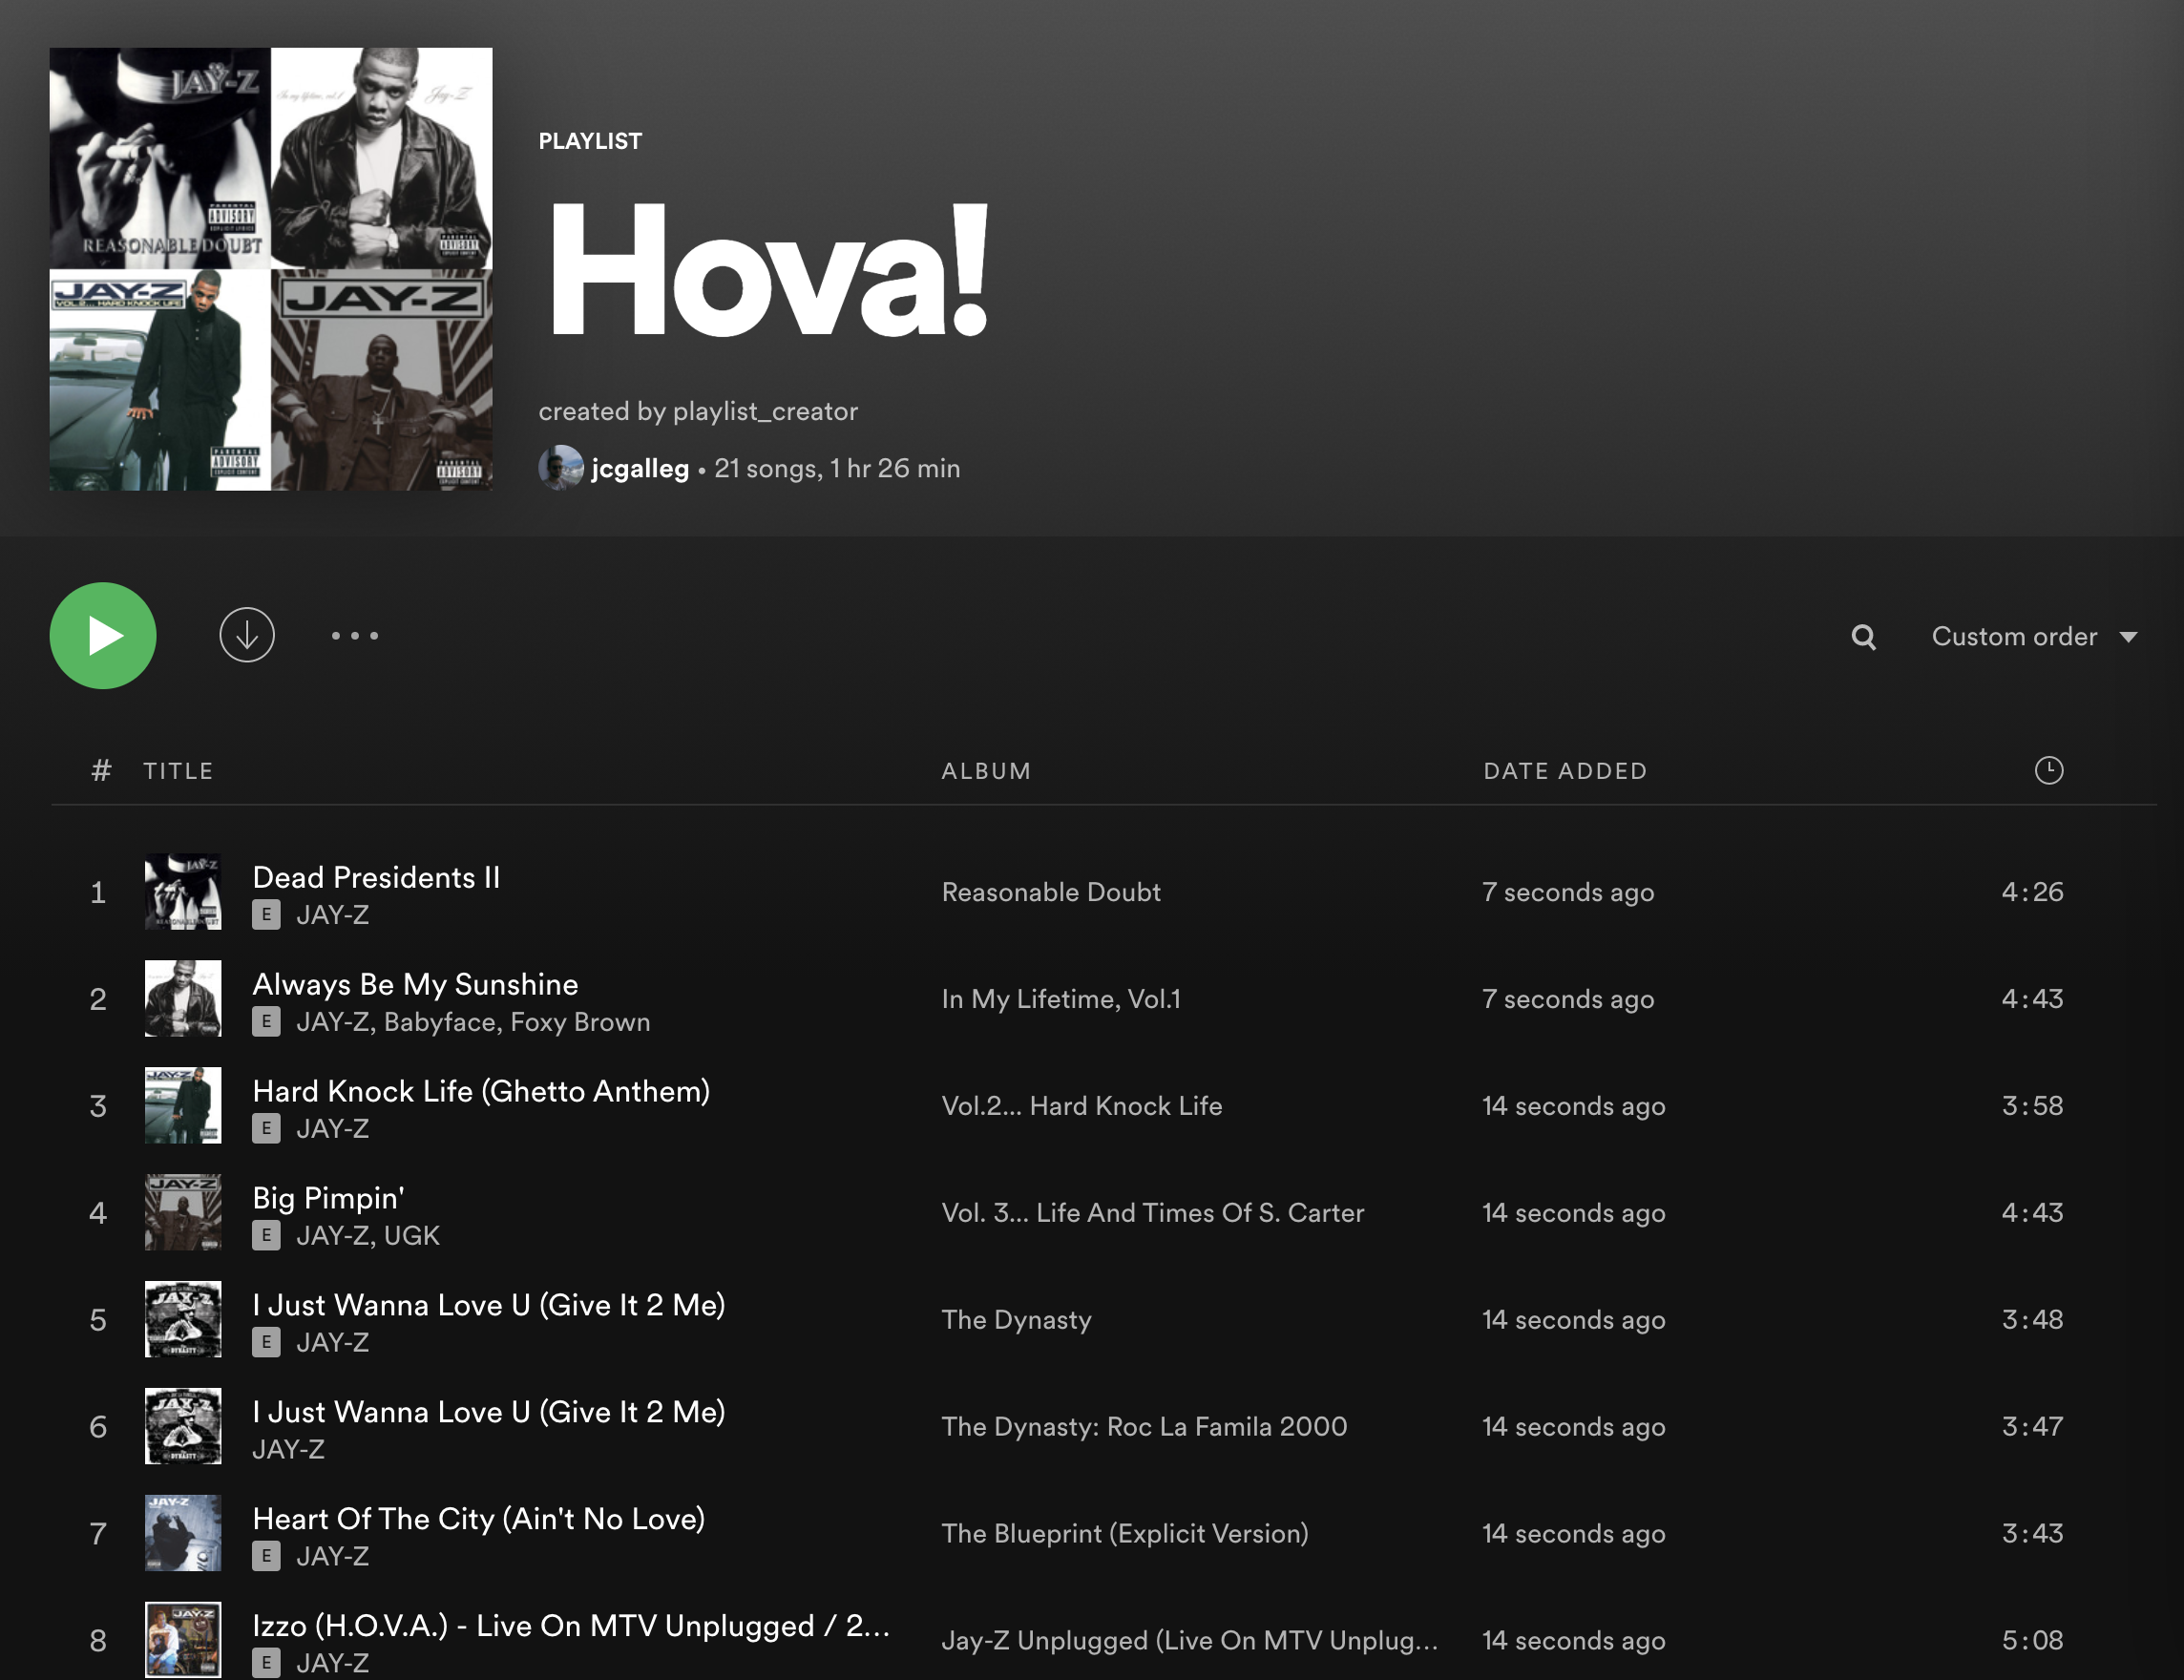 JAY-Z
REASONABLE DOUBT
PARENTAL
ADVISORY
EXPLICIT LYRICS
In my lifetime, vol.1
Jay-Z
PARENTAL
ADVISORY
EXPLICIT CONTENT
JAY-Z
VOL.2... HARD KNOCK LIFE
PARENTAL
ADVISORY
EXPLICIT CONTENT
JAY-Z
PARENTAL
ADVISORY
EXPLICIT CONTENT
PLAYLIST
Hova!
created by playlist_creator
jcgalleg • 21 songs, 1 hr 26 min
Custom order
# TITLE ALBUM DATE ADDED
1 Dead Presidents II Reasonable Doubt 7 seconds ago 4:26
E JAY-Z
2 Always Be My Sunshine In My Lifetime, Vol.1 7 seconds ago 4:43
E JAY-Z, Babyface, Foxy Brown
3 Hard Knock Life (Ghetto Anthem) Vol.2... Hard Knock Life 14 seconds ago 3:58
E JAY-Z
4 Big Pimpin' Vol. 3... Life And Times Of S. Carter 14 seconds ago 4:43
E JAY-Z, UGK
5 I Just Wanna Love U (Give It 2 Me) The Dynasty 14 seconds ago 3:48
E JAY-Z
6 I Just Wanna Love U (Give It 2 Me) The Dynasty: Roc La Famila 2000 14 seconds ago 3:47
JAY-Z
7 Heart Of The City (Ain't No Love) The Blueprint (Explicit Version) 14 seconds ago 3:43
E JAY-Z
8 Izzo (H.O.V.A.) - Live On MTV Unplugged / 2... Jay-Z Unplugged (Live On MTV Unplug... 14 seconds ago 5:08
E JAY-Z